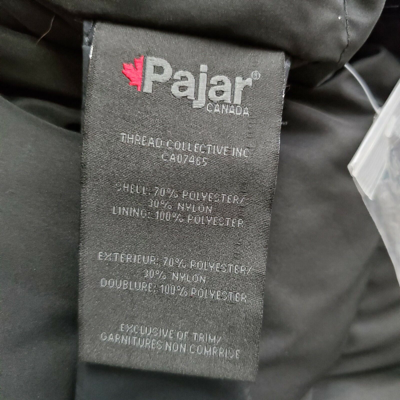 Pajar®
CANADA
THREAD COLLECTIVE INC
CA07465
SHELL: 70% POLYESTER/
30% NYLON
LINING: 100% POLYESTER
EXTÉRIEUR: 70% POLYESTER/
30% NYLON
DOUBLURE: 100% POLYESTER
EXCLUSIVE OF TRIM/
GARNITURES NON COMPRISE